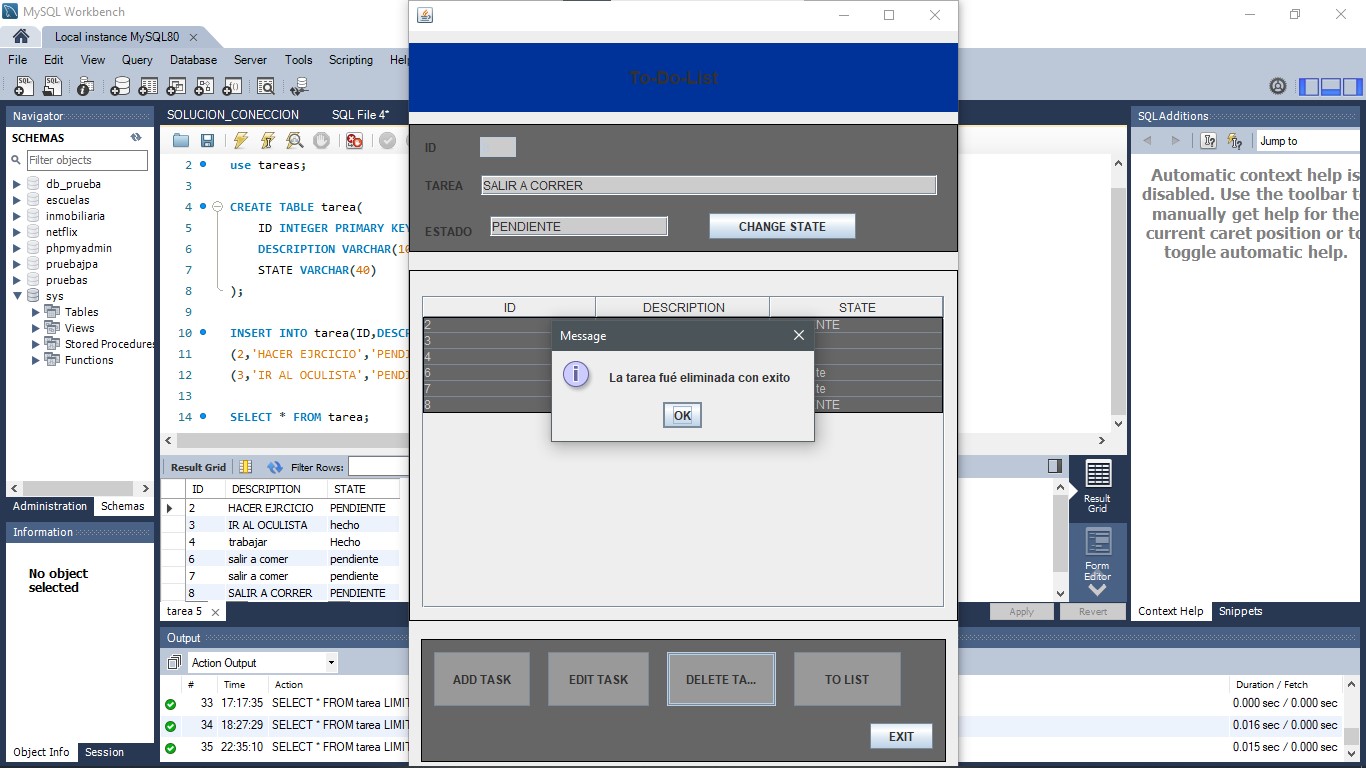 MySQL Workbench
Local instance MySQL80
File Edit View Query Database Server Tools Scripting Help
Navigator
SCHEMAS
Filter objects
db_prueba
escuelas
inmobiliaria
netflix
phpmyadmin
pruebajpa
pruebas
sys
Tables
Views
Stored Procedures
Functions
Administration Schemas
Information
No object
selected
Object Info Session
SOLUCION_CONECCION SQL File 4*
2 use tareas;
3
4 CREATE TABLE tarea(
5 ID INTEGER PRIMARY KEY
6 DESCRIPTION VARCHAR(10
7 STATE VARCHAR(40)
8 );
9
10 INSERT INTO tarea(ID,DESCR
11 (2,'HACER EJRCICIO','PENDI
12 (3,'IR AL OCULISTA','PENDI
13
14 SELECT * FROM tarea;
Result Grid Filter Rows:
ID DESCRIPTION STATE
2 HACER EJRCICIO PENDIENTE
3 IR AL OCULISTA hecho
4 trabajar Hecho
6 salir a comer pendiente
7 salir a comer pendiente
8 SALIR A CORRER PENDIENTE
tarea 5
Output
Action Output
# Time Action
33 17:17:35 SELECT * FROM tarea LIMIT
34 18:27:29 SELECT * FROM tarea LIMIT
35 22:35:10 SELECT * FROM tarea LIMIT
To-Do-List
ID
TAREA SALIR A CORRER
ESTADO PENDIENTE CHANGE STATE
ID DESCRIPTION STATE
2 NTE
3
4
6 te
7 te
8 NTE
Message
La tarea fué eliminada con exito
OK
ADD TASK EDIT TASK DELETE TA... TO LIST
EXIT
SQLAdditions
Jump to
Automatic context help is
disabled. Use the toolbar t
manually get help for the
current caret position or to
toggle automatic help.
Result
Grid
Form
Editor
Apply Revert
Context Help Snippets
Duration / Fetch
0.000 sec / 0.000 sec
0.016 sec / 0.000 sec
0.015 sec / 0.000 sec